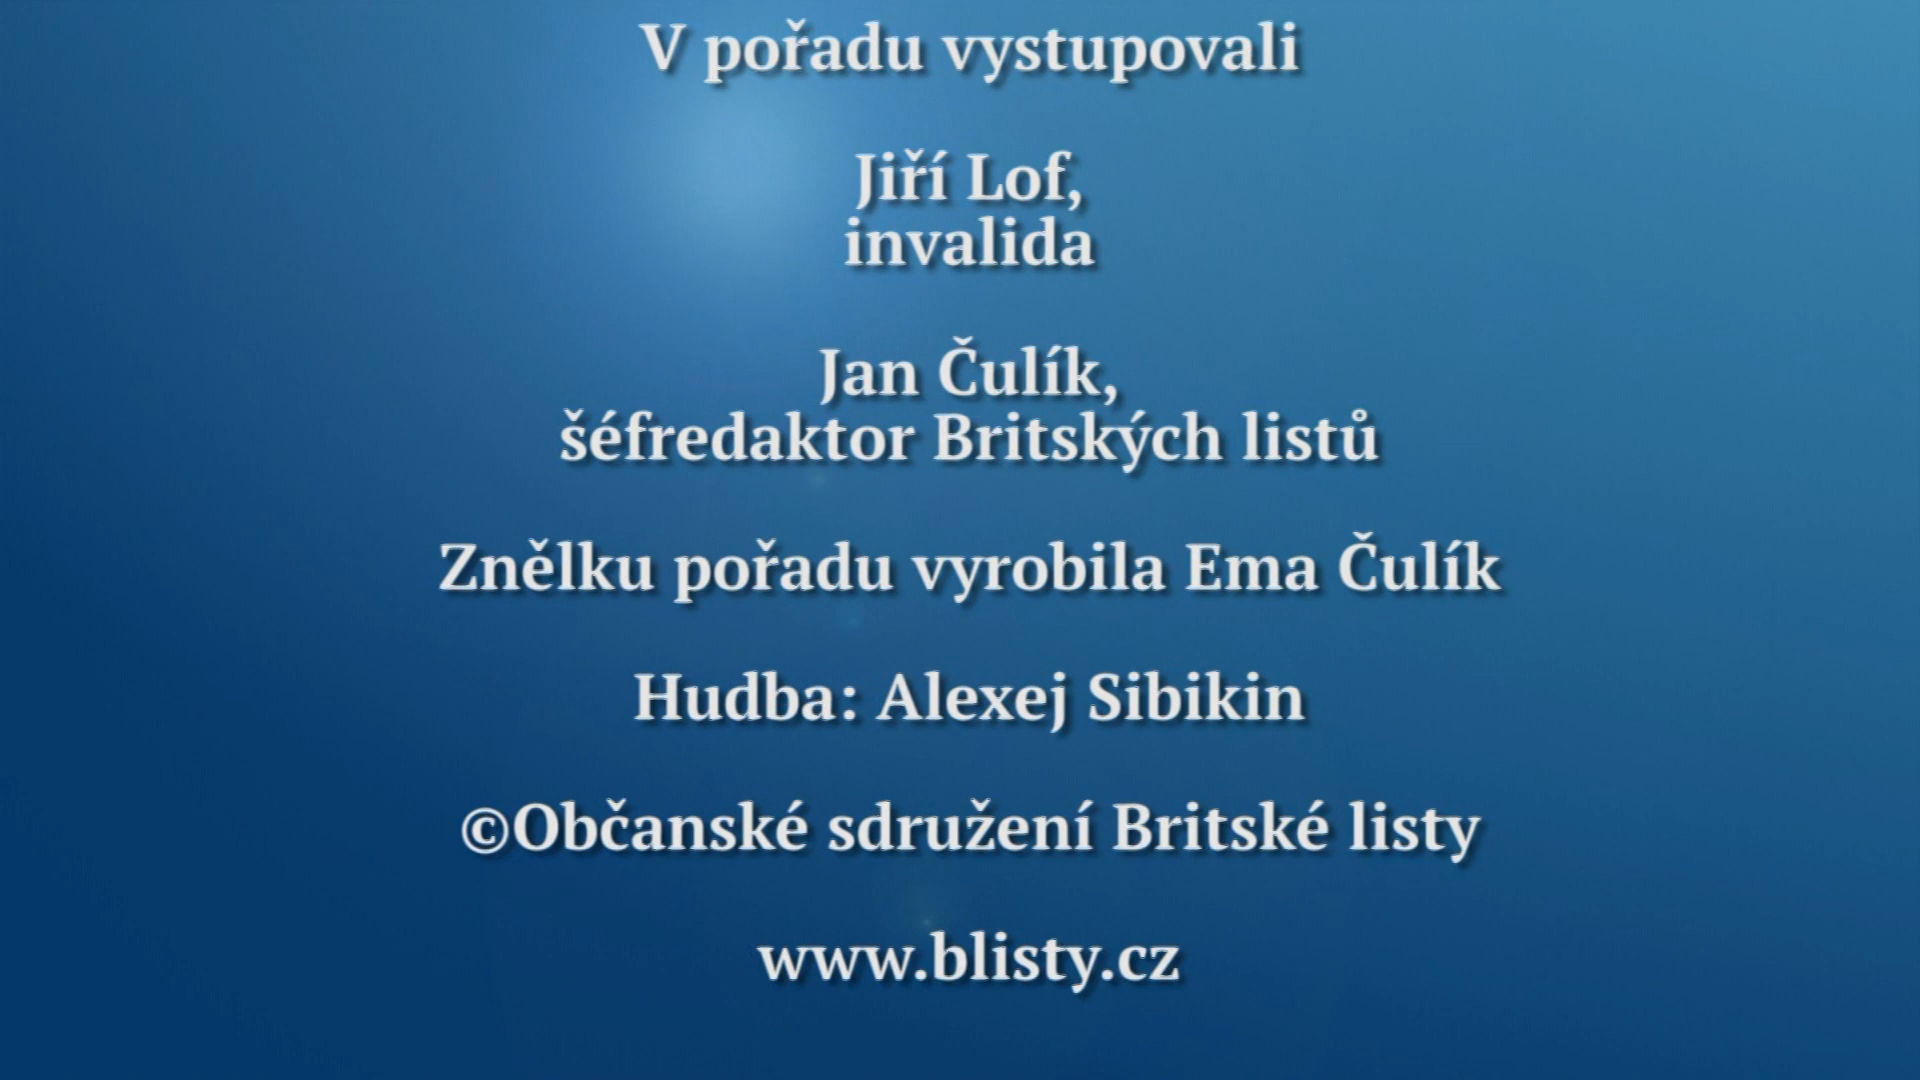 V pořadu vystupovali
Jiří Lof,
invalida
Jan Čulík,
šéfredaktor Britských listů
Znělku pořadu vyrobila Ema Čulík
Hudba: Alexej Sibikin
©Občanské sdružení Britské listy
www.blisty.cz